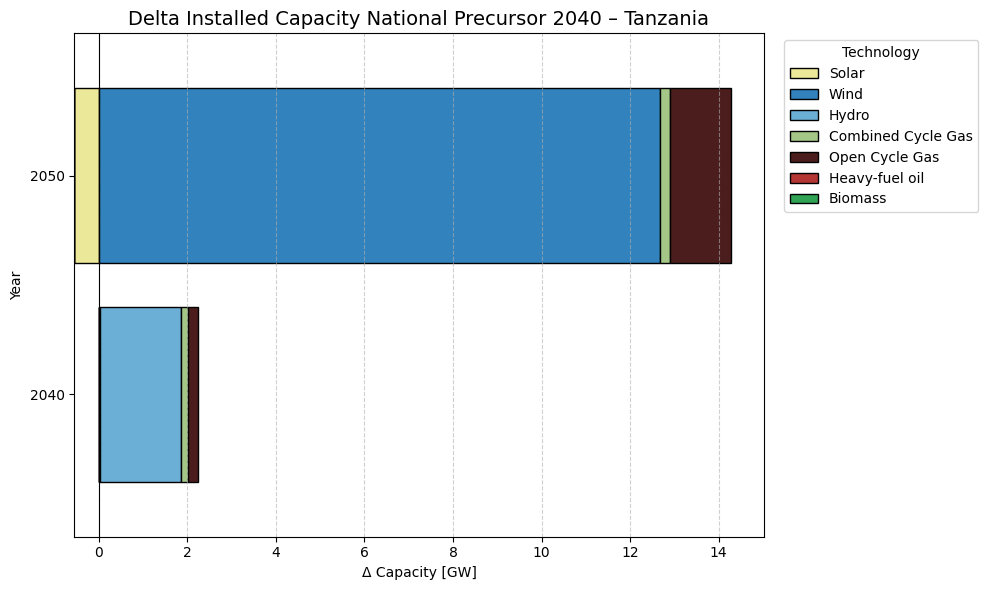 Delta Installed Capacity National Precursor 2040 – Tanzania
Technology
Solar
Wind
Hydro
Combined Cycle Gas
Open Cycle Gas
Heavy-fuel oil
Biomass
Year
2050
2040
0 2 4 6 8 10 12 14
Δ Capacity [GW]